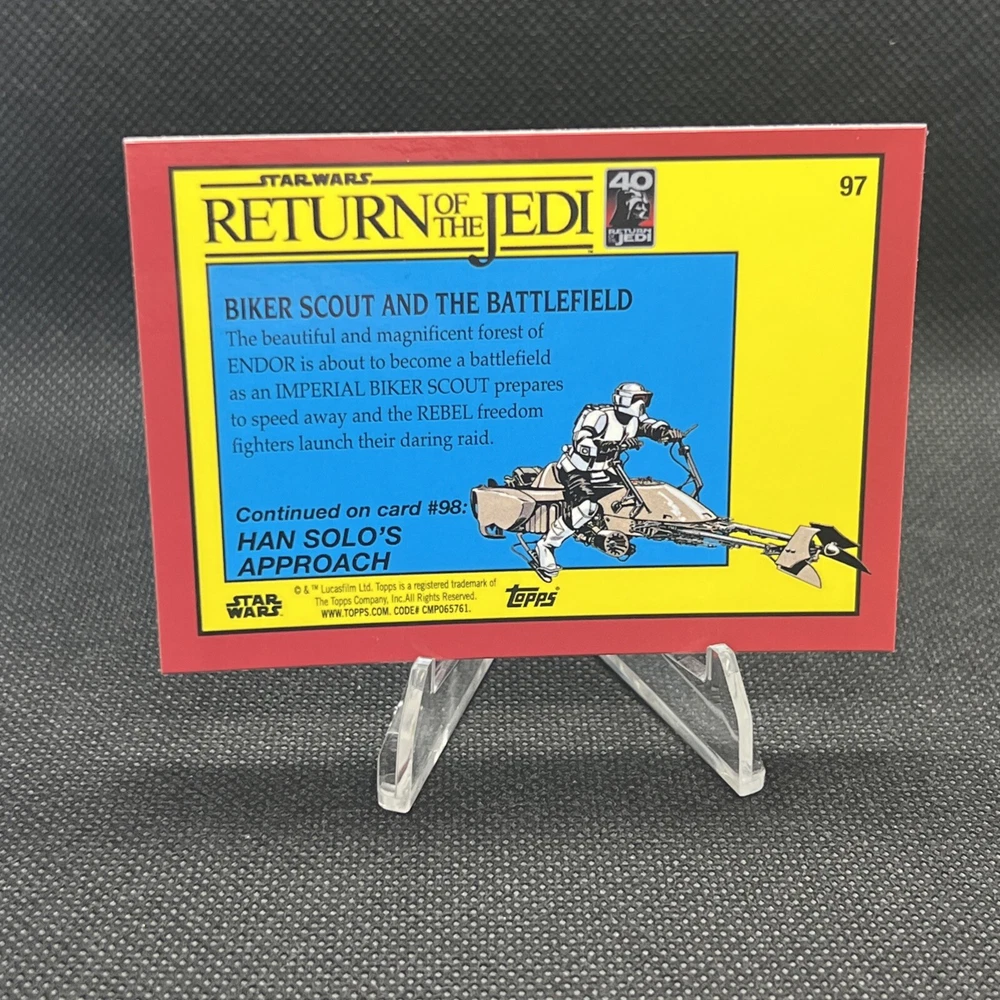 STAR WARS
RETURN OF THE JEDI
40
RETURN OF THE JEDI
97
BIKER SCOUT AND THE BATTLEFIELD
The beautiful and magnificent forest of
ENDOR is about to become a battlefield
as an IMPERIAL BIKER SCOUT prepares
to speed away and the REBEL freedom
fighters launch their daring raid.
Continued on card #98:
HAN SOLO'S
APPROACH
STAR
WARS
© & ™ Lucasfilm Ltd. Topps is a registered trademark of
The Topps Company, Inc.All Rights Reserved.
WWW.TOPPS.COM. CODE# CMP065761.
topps